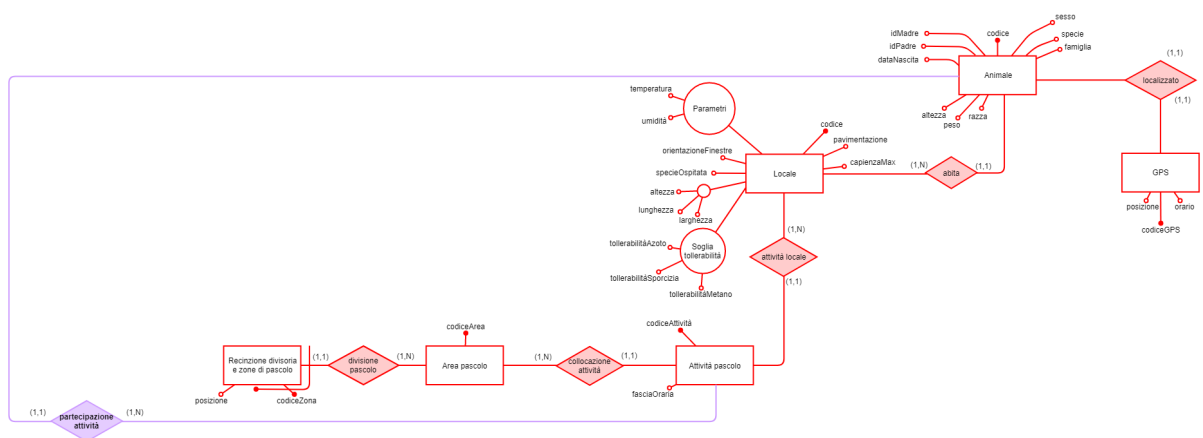 sesso
idMadre
codice
specie
idPadre
famiglia
(1,1)
dataNascita
Animale
localizzato
temperatura
Parametri
(1,1)
altezza
razza
peso
umidità
codice
pavimentazione
orientazioneFinestre
capienzaMax
(1,N)
(1,1)
GPS
specieOspitata
Locale
abita
altezza
posizione
orario
lunghezza
larghezza
codiceGPS
(1,N)
tollerabilitàAzoto
Soglia
tollerabilità
attività locale
tollerabilitàSporcizia
(1,1)
tollerabilitàMetano
codiceArea
codiceAttività
Recinzione divisoria
e zone di pascolo
(1,1)
divisione
pascolo
(1,N)
Area pascolo
(1,N)
collocazione
attività
(1,1)
Attività pascolo
fasciaOraria
posizione
codiceZona
(1,1)
partecipazione
attività
(1,N)